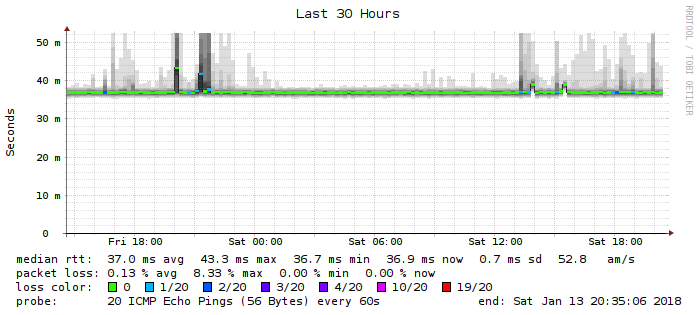 Last 30 Hours
RRDTOOL / TOBI OETIKER
Seconds
50 m
40 m
30 m
20 m
10 m
0
Fri 18:00 Sat 00:00 Sat 06:00 Sat 12:00 Sat 18:00
median rtt: 37.0 ms avg 43.3 ms max 36.7 ms min 36.9 ms now 0.7 ms sd 52.8 am/s
packet loss: 0.13 % avg 8.33 % max 0.00 % min 0.00 % now
loss color: 0 1/20 2/20 3/20 4/20 10/20 19/20
probe: 20 ICMP Echo Pings (56 Bytes) every 60s end: Sat Jan 13 20:35:06 2018